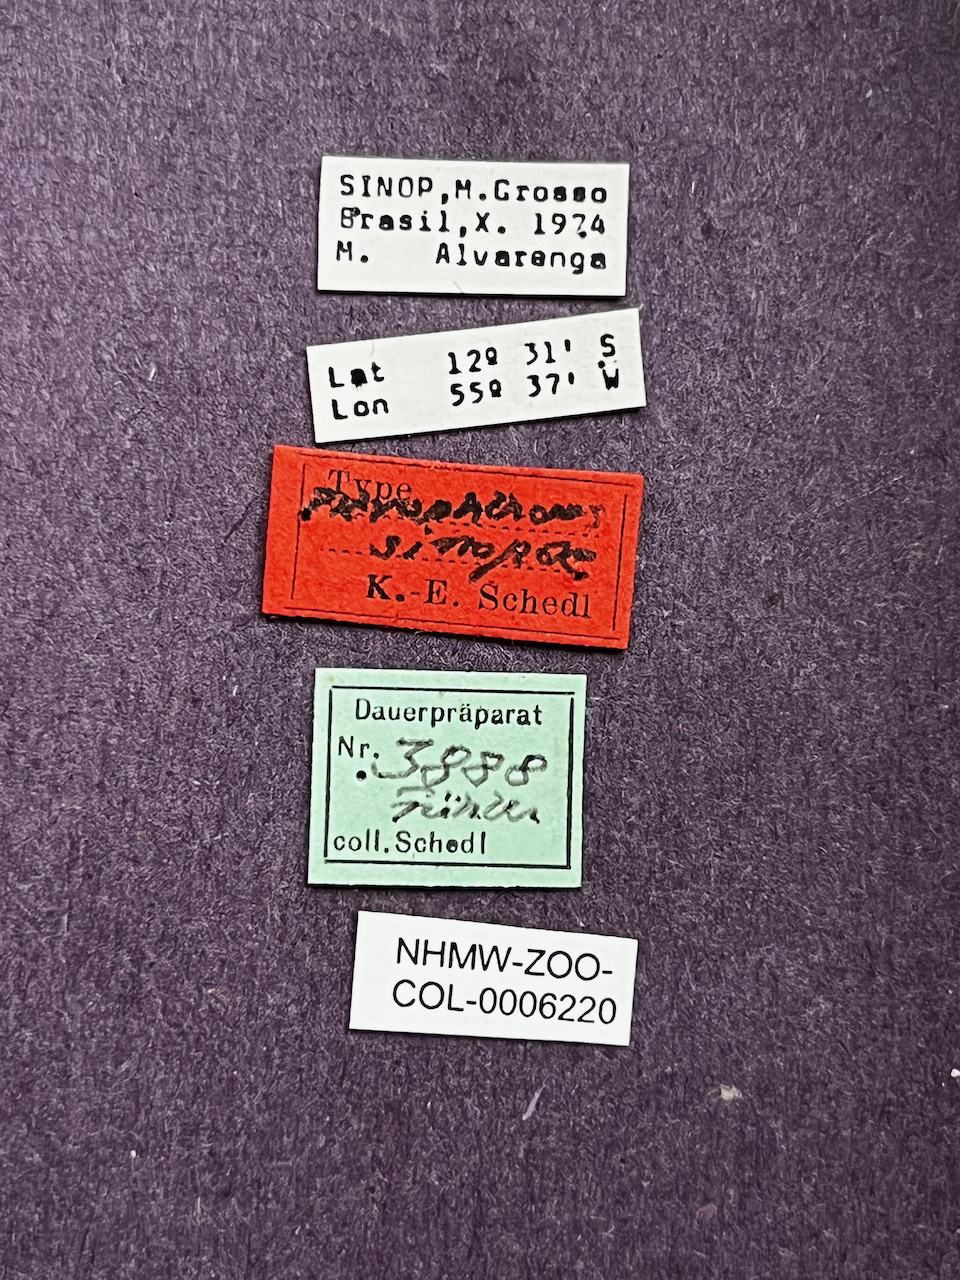 SINOP,M.Grosso
Brasil,X. 1974
M. Alvarenga
Lat 12º 31' S
Lon 55º 37' W
Type
sinopae
K.-E. Schedl
Dauerpräparat
Nr. 3888
Fühler
coll. Schedl
NHMW-ZOO-
COL-0006220